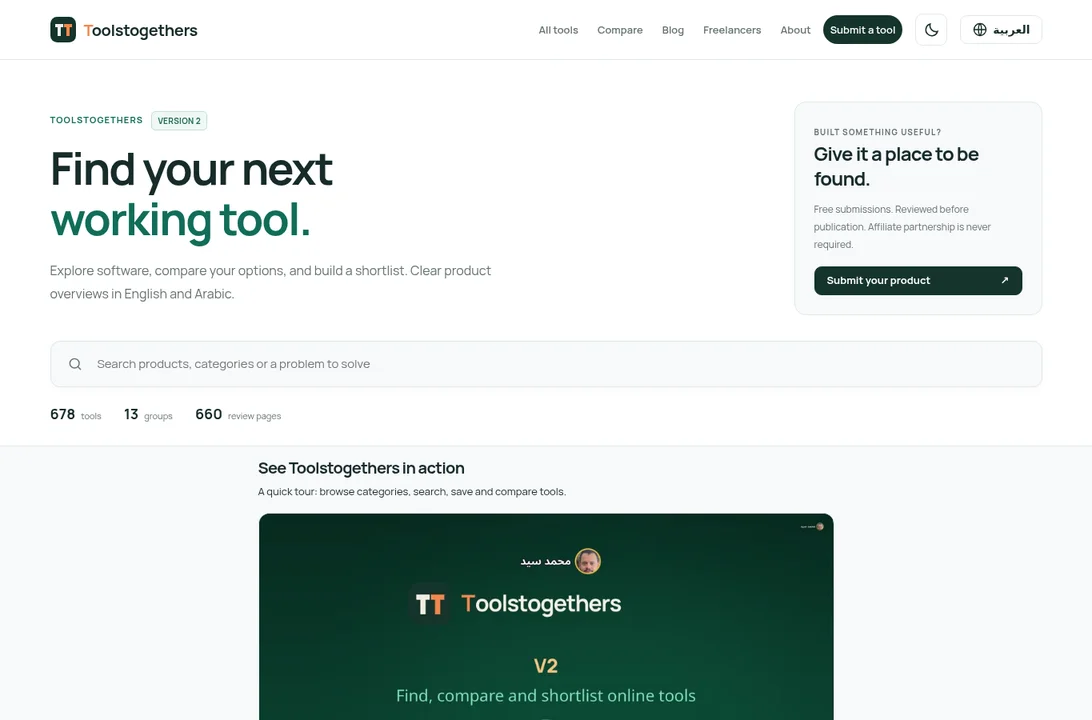 TT Toolstogethers
All tools
Compare
Blog
Freelancers
About
Submit a tool
العربية
TOOLSTOGETHERS
VERSION 2
Find your next
working tool.
Explore software, compare your options, and build a shortlist. Clear product
overviews in English and Arabic.
BUILT SOMETHING USEFUL?
Give it a place to be
found.
Free submissions. Reviewed before
publication. Affiliate partnership is never
required.
Submit your product ↗
Search products, categories or a problem to solve
678 tools
13 groups
660 review pages
See Toolstogethers in action
A quick tour: browse categories, search, save and compare tools.
محمد سيد
TT Toolstogethers
V2
Find, compare and shortlist online tools